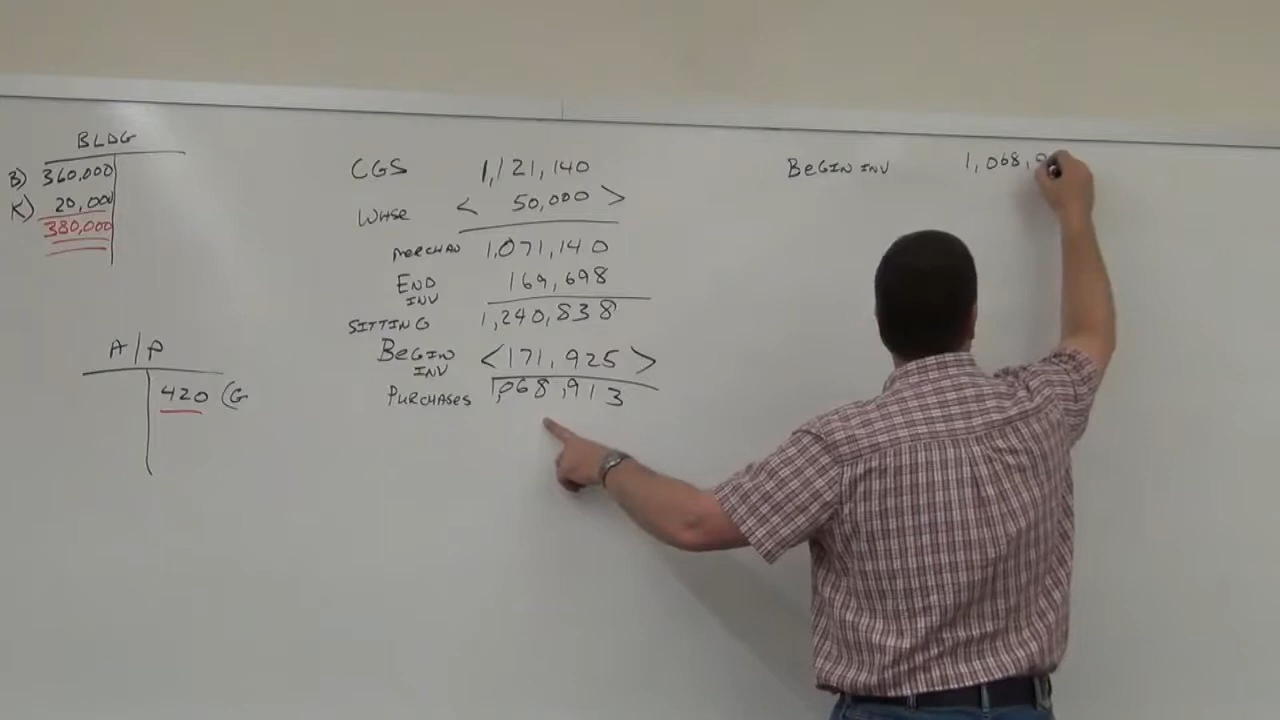 BLDG
B) 360,000
K) 20,000
380,000
A/P
420 (G
CGS 1,121,140
WHSE < 50,000 >
MERCHAN 1,071,140
END INV 169,698
SITTING 1,240,838
BEGIN INV <171,925>
PURCHASES 1,068,913
BEGIN INV 1,068,9